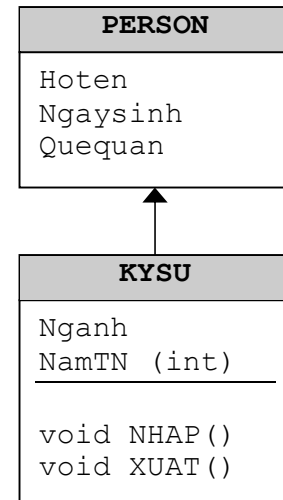 PERSON
Hoten
Ngaysinh
Quequan
KYSU
Nganh
NamTN (int)
void NHAP()
void XUAT()